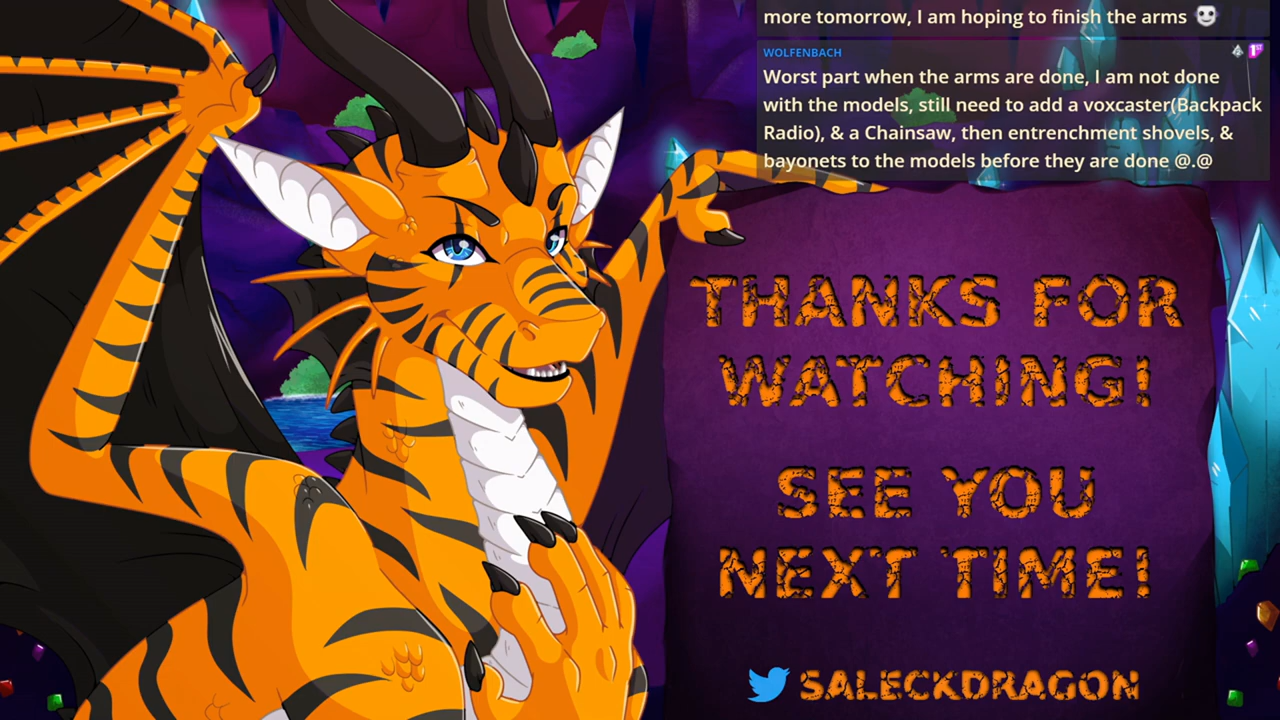 more tomorrow, I am hoping to finish the arms
WOLFENBACH
1ST
Worst part when the arms are done, I am not done
with the models, still need to add a voxcaster(Backpack
Radio), & a Chainsaw, then entrenchment shovels, &
bayonets to the models before they are done @.@
THANKS FOR
WATCHING!
SEE YOU
NEXT TIME!
SALECKDRAGON